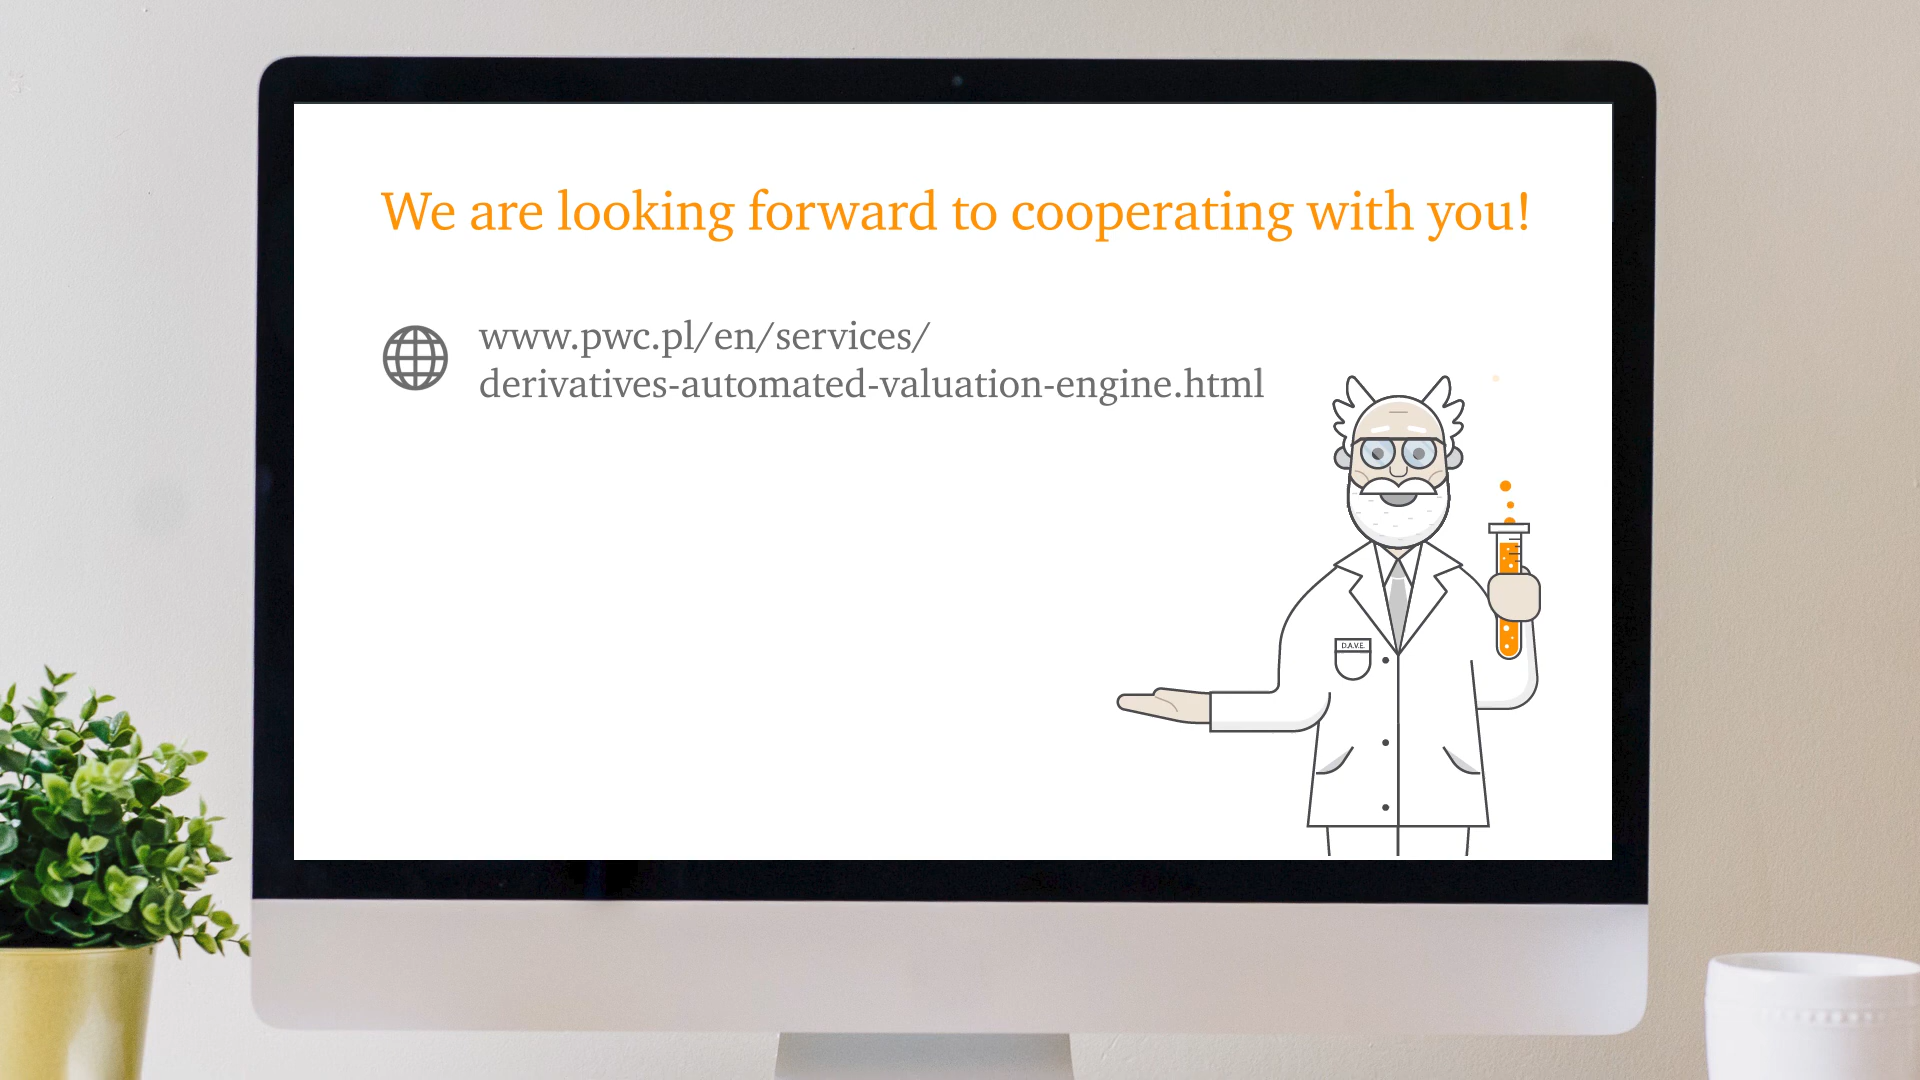 We are looking forward to cooperating with you!
www.pwc.pl/en/services/
derivatives-automated-valuation-engine.html
D.A.V.E.